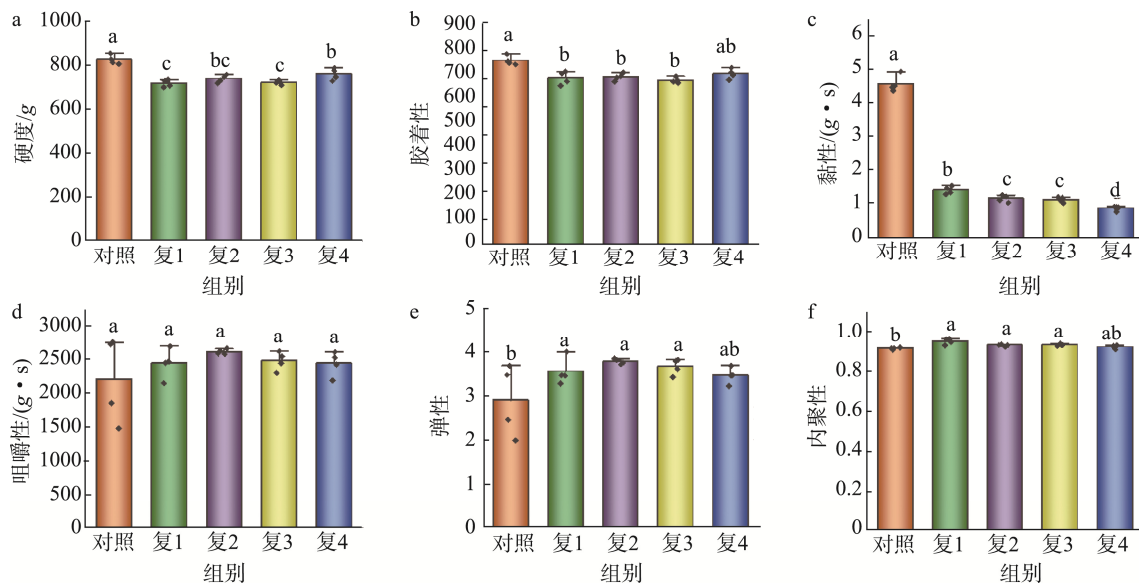 a
1000
800
600
400
200
0
硬度/g
a
c
bc
c
b
对照 复1 复2 复3 复4
组别
b
900
800
700
600
500
400
300
200
100
0
胶着性
a
b
b
b
ab
对照 复1 复2 复3 复4
组别
c
6
5
4
3
2
1
0
黏性/(g·s)
a
b
c
c
d
对照 复1 复2 复3 复4
组别
d
3000
2500
2000
1500
1000
500
0
咀嚼性/(g·s)
a
a
a
a
a
对照 复1 复2 复3 复4
组别
e
5
4
3
2
1
0
弹性
b
a
a
a
ab
对照 复1 复2 复3 复4
组别
f
1.0
0.8
0.6
0.4
0.2
0
内聚性
b
a
a
a
ab
对照 复1 复2 复3 复4
组别